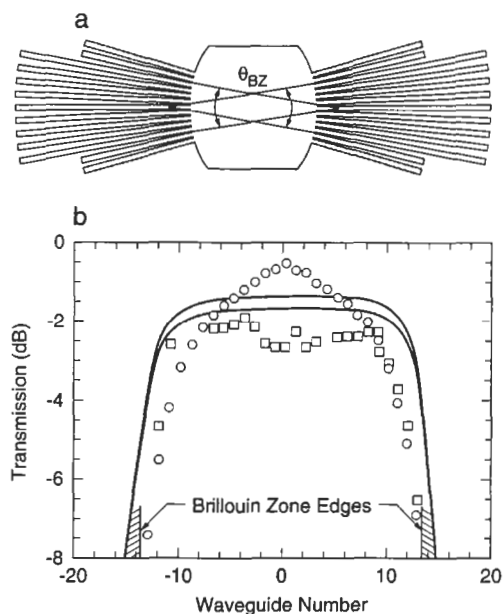 a
θBZ
b
0
-2
-4
-6
-8
Transmission (dB)
Brillouin Zone Edges
-20
-10
0
10
20
Waveguide Number